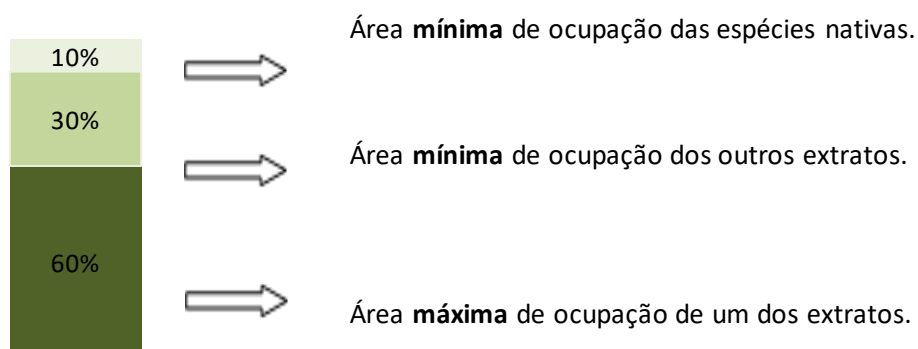 Área mínima de ocupação das espécies nativas.
10%
30%
Área mínima de ocupação dos outros extratos.
60%
Área máxima de ocupação de um dos extratos.